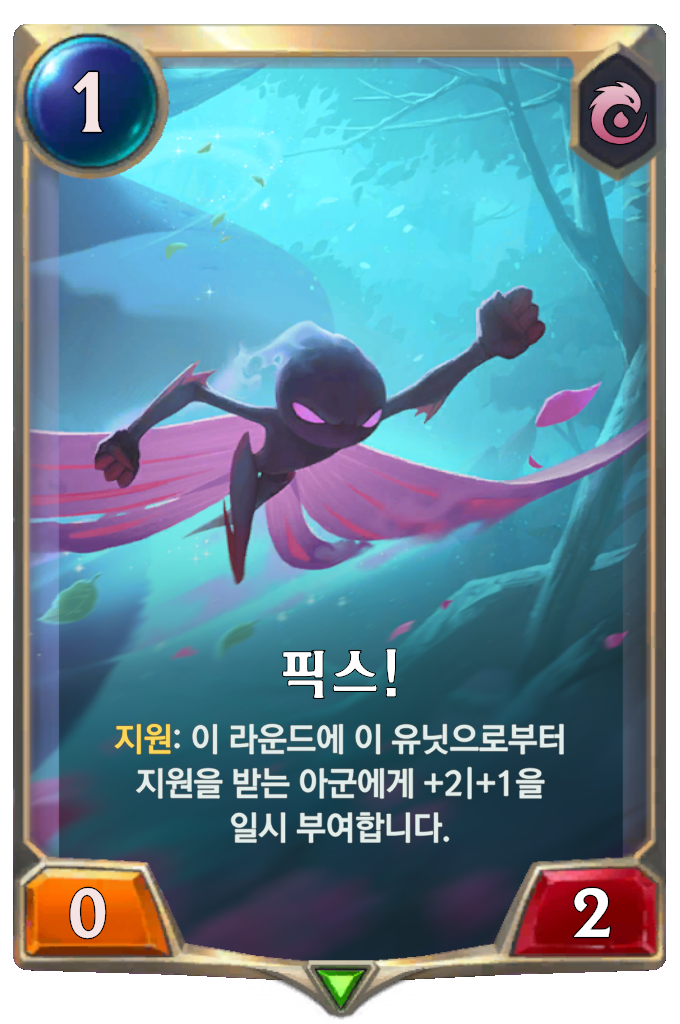 1
픽스!
지원: 이 라운드에 이 유닛으로부터
지원을 받는 아군에게 +2|+1을
일시 부여합니다.
0
2